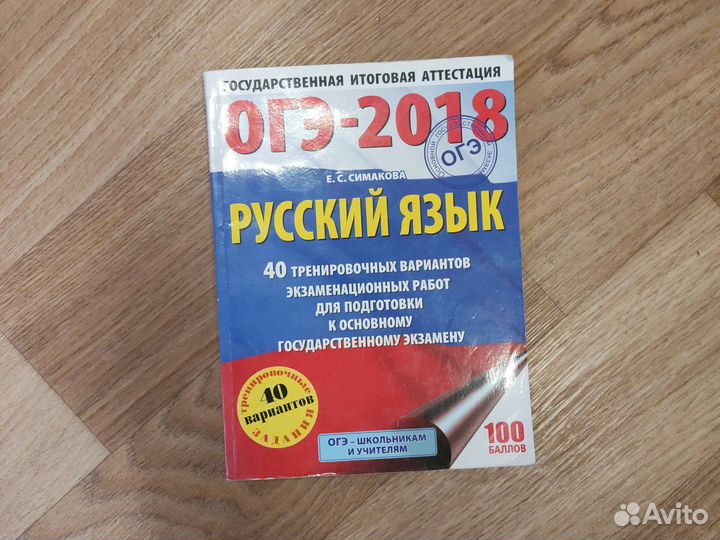 ГОСУДАРСТВЕННАЯ ИТОГОВАЯ АТТЕСТАЦИЯ
ОГЭ-2018
ОГЭ
Е. С. СИМАКОВА
РУССКИЙ ЯЗЫК
40 ТРЕНИРОВОЧНЫХ ВАРИАНТОВ
ЭКЗАМЕНАЦИОННЫХ РАБОТ
ДЛЯ ПОДГОТОВКИ
К ОСНОВНОМУ
ГОСУДАРСТВЕННОМУ ЭКЗАМЕНУ
тренировочные
40
вариантов
ЗАДАНИЯ
ОГЭ – ШКОЛЬНИКАМ
И УЧИТЕЛЯМ
100
БАЛЛОВ
Avito